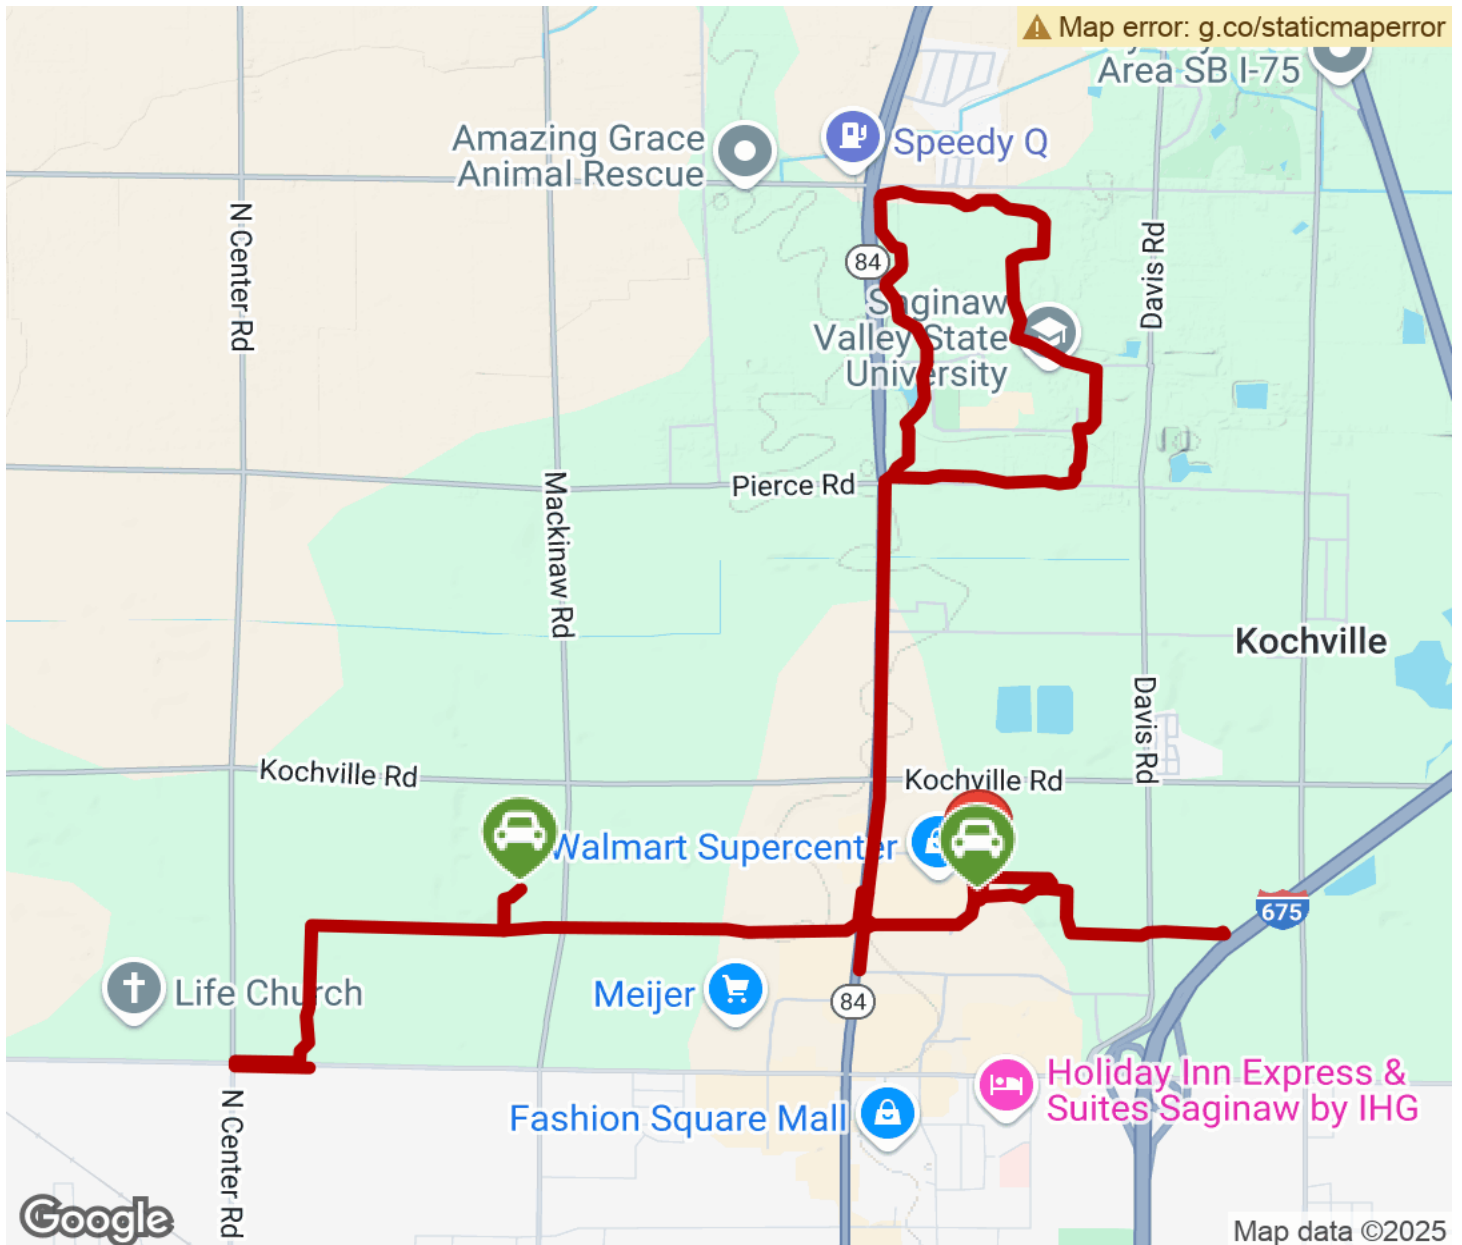 Map error: g.co/staticmaperror
Area SB I-75
Amazing Grace
Animal Rescue
Speedy Q
N Center Rd
84
Davis Rd
Saginaw
Valley State
University
Pierce Rd
Mackinaw Rd
Kochville
Davis Rd
Kochville Rd
Kochville Rd
Walmart Supercenter
675
Life Church
Meijer
84
Holiday Inn Express &
Suites Saginaw by IHG
Fashion Square Mall
N Center Rd
Google
Map data ©2025